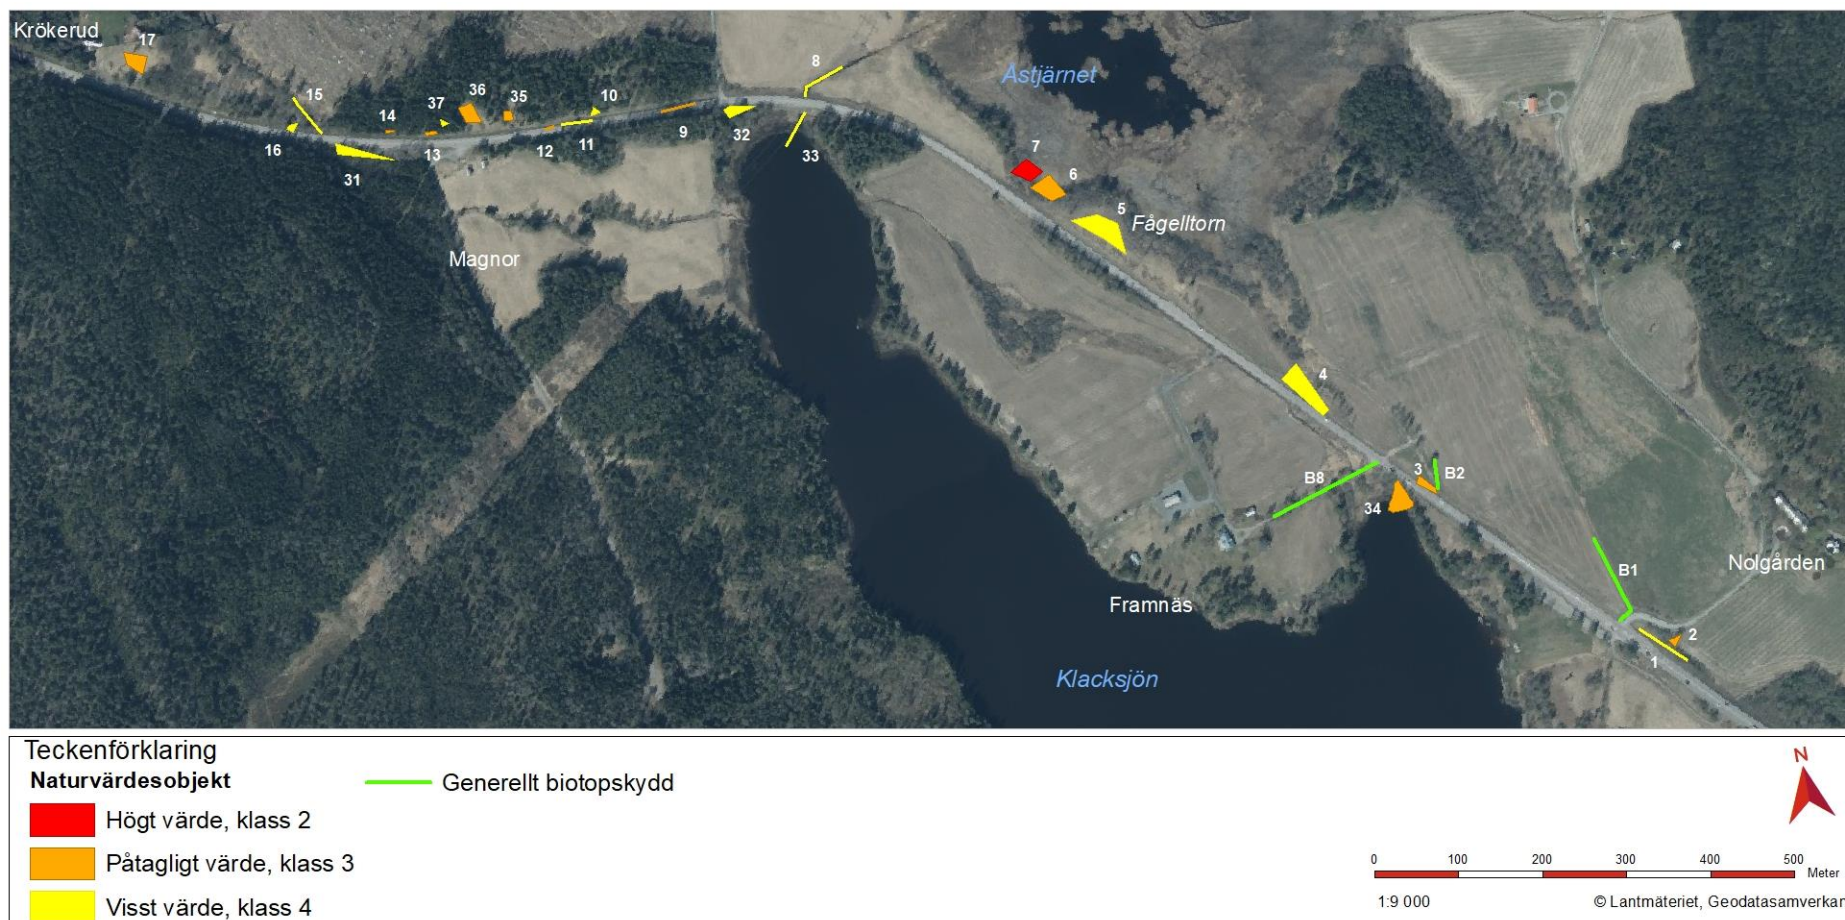 Krökerud
17
8
Åstjärnet
15
14
37
36
35
10
16
31
13
12
11
9
32
33
7
6
5
Fågelltorn
Magnor
4
B8
3
B2
34
B1
Nolgården
Framnäs
2
1
Klacksjön
Teckenförklaring
Naturvärdesobjekt
Generellt biotopskydd
Högt värde, klass 2
Påtagligt värde, klass 3
Visst värde, klass 4
N
0 100 200 300 400 500
Meter
1:9 000
© Lantmäteriet, Geodatasamverkan